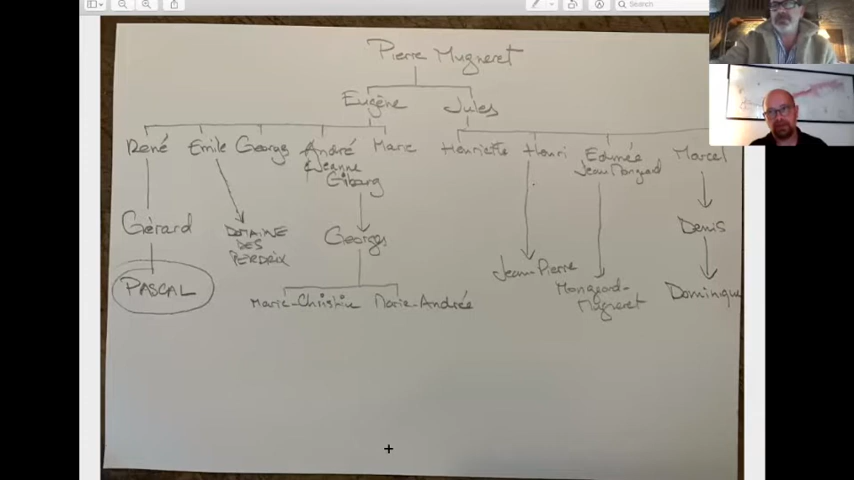 Search
Pierre Mugneret
Eugène Jules
René Emile George André Marie Henriette Henri Edmée Marcel
& Jeanne Jean Mongeard
Gibourg
Gérard DOMAINE Georges Denis
DES
PERDRIX
Jean-Pierre
PASCAL Marie-Christine Marie-Andrée Mongeard- Dominique
Mugneret